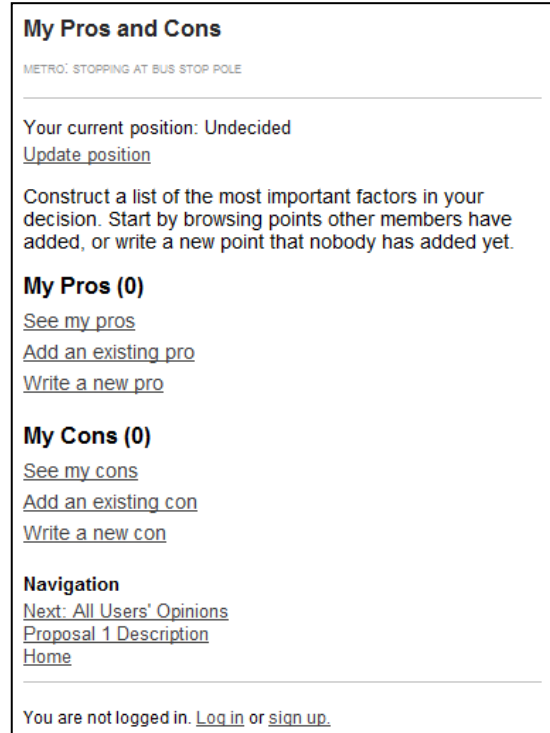 My Pros and Cons
METRO: STOPPING AT BUS STOP POLE
Your current position: Undecided
Update position
Construct a list of the most important factors in your
decision. Start by browsing points other members have
added, or write a new point that nobody has added yet.
My Pros (0)
See my pros
Add an existing pro
Write a new pro
My Cons (0)
See my cons
Add an existing con
Write a new con
Navigation
Next: All Users' Opinions
Proposal 1 Description
Home
You are not logged in. Log in or sign up.